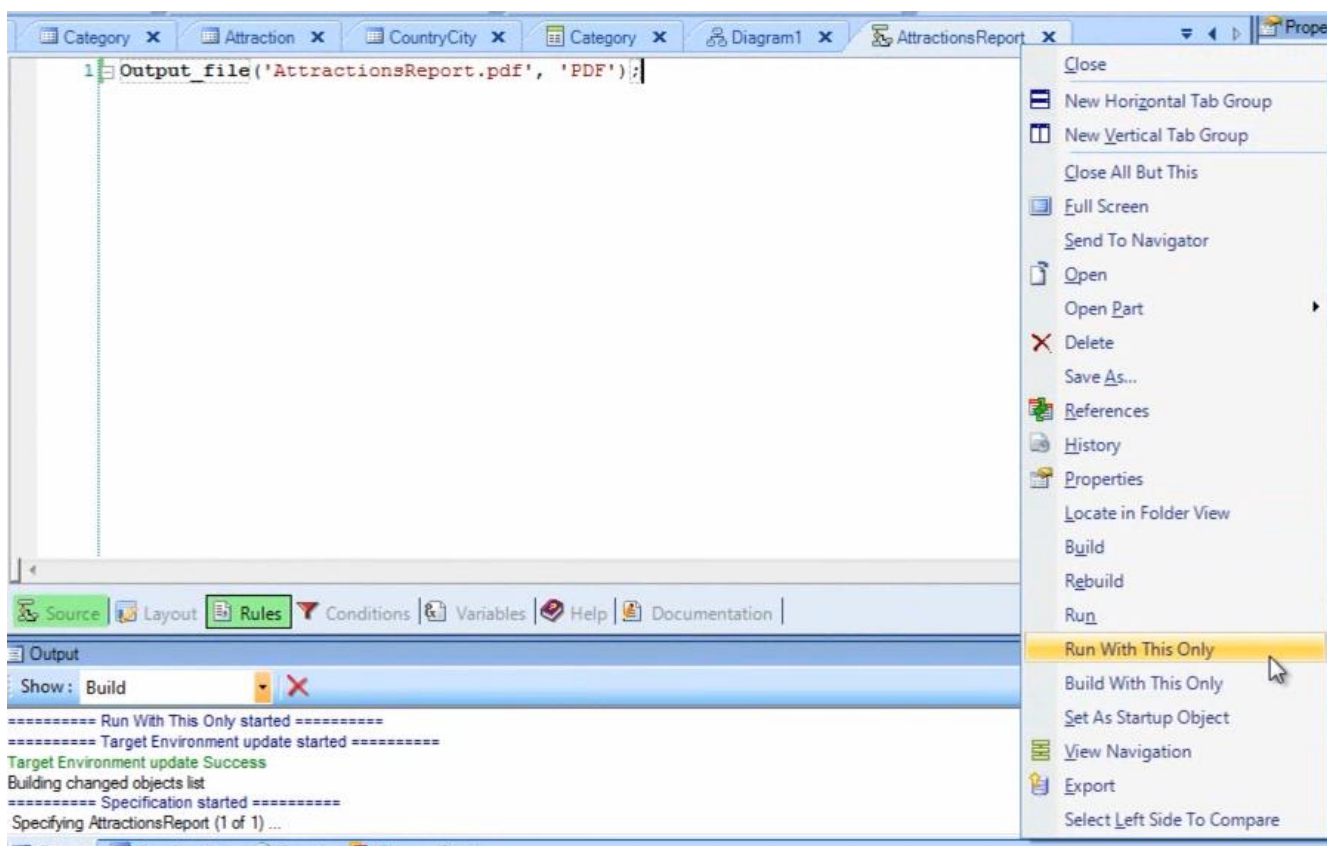 Category
Attraction
CountryCity
Category
Diagram1
AttractionsReport
Prope
1 Output_file('AttractionsReport.pdf', 'PDF');
Close
New Horizontal Tab Group
New Vertical Tab Group
Close All But This
Full Screen
Send To Navigator
Open
Open Part
Delete
Save As...
References
History
Properties
Locate in Folder View
Build
Rebuild
Run
Run With This Only
Build With This Only
Set As Startup Object
View Navigation
Export
Select Left Side To Compare
Source Layout Rules Conditions Variables Help Documentation
Output
Show: Build
========== Run With This Only started ==========
========== Target Environment update started ==========
Target Environment update Success
Building changed objects list
========== Specification started ==========
Specifying AttractionsReport (1 of 1) ...